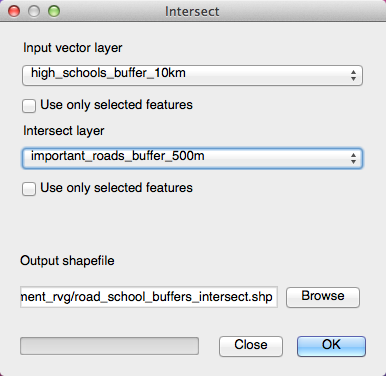 Intersect
Input vector layer
high_schools_buffer_10km
Use only selected features
Intersect layer
important_roads_buffer_500m
Use only selected features
Output shapefile
ment_rvg/road_school_buffers_intersect.shp Browse
Close OK